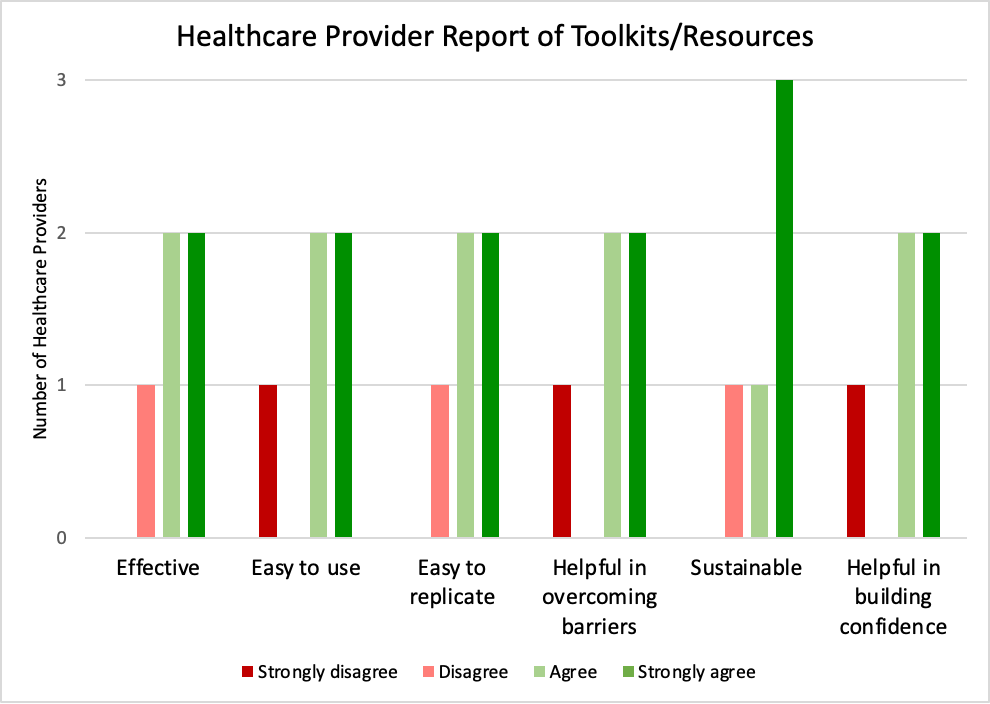 Healthcare Provider Report of Toolkits/Resources
Number of Healthcare Providers
3
2
1
0
Effective
Easy to use
Easy to
replicate
Helpful in
overcoming
barriers
Sustainable
Helpful in
building
confidence
Strongly disagree
Disagree
Agree
Strongly agree